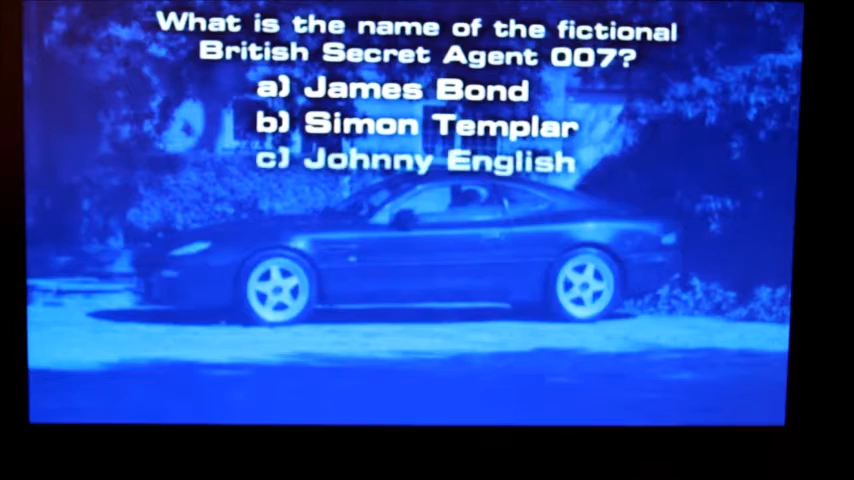 What is the name of the fictional
British Secret Agent 007?
a) James Bond
b) Simon Templar
c) Johnny English